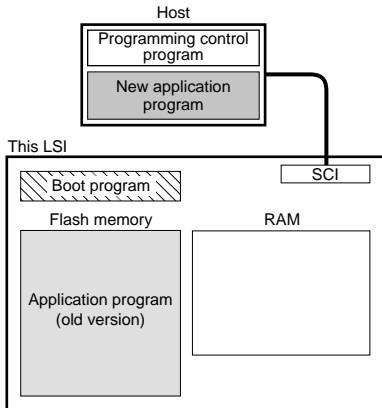 Host
Programming control
program
New application
program
This LSI
SCI
Boot program
Flash memory
RAM
Application program
(old version)